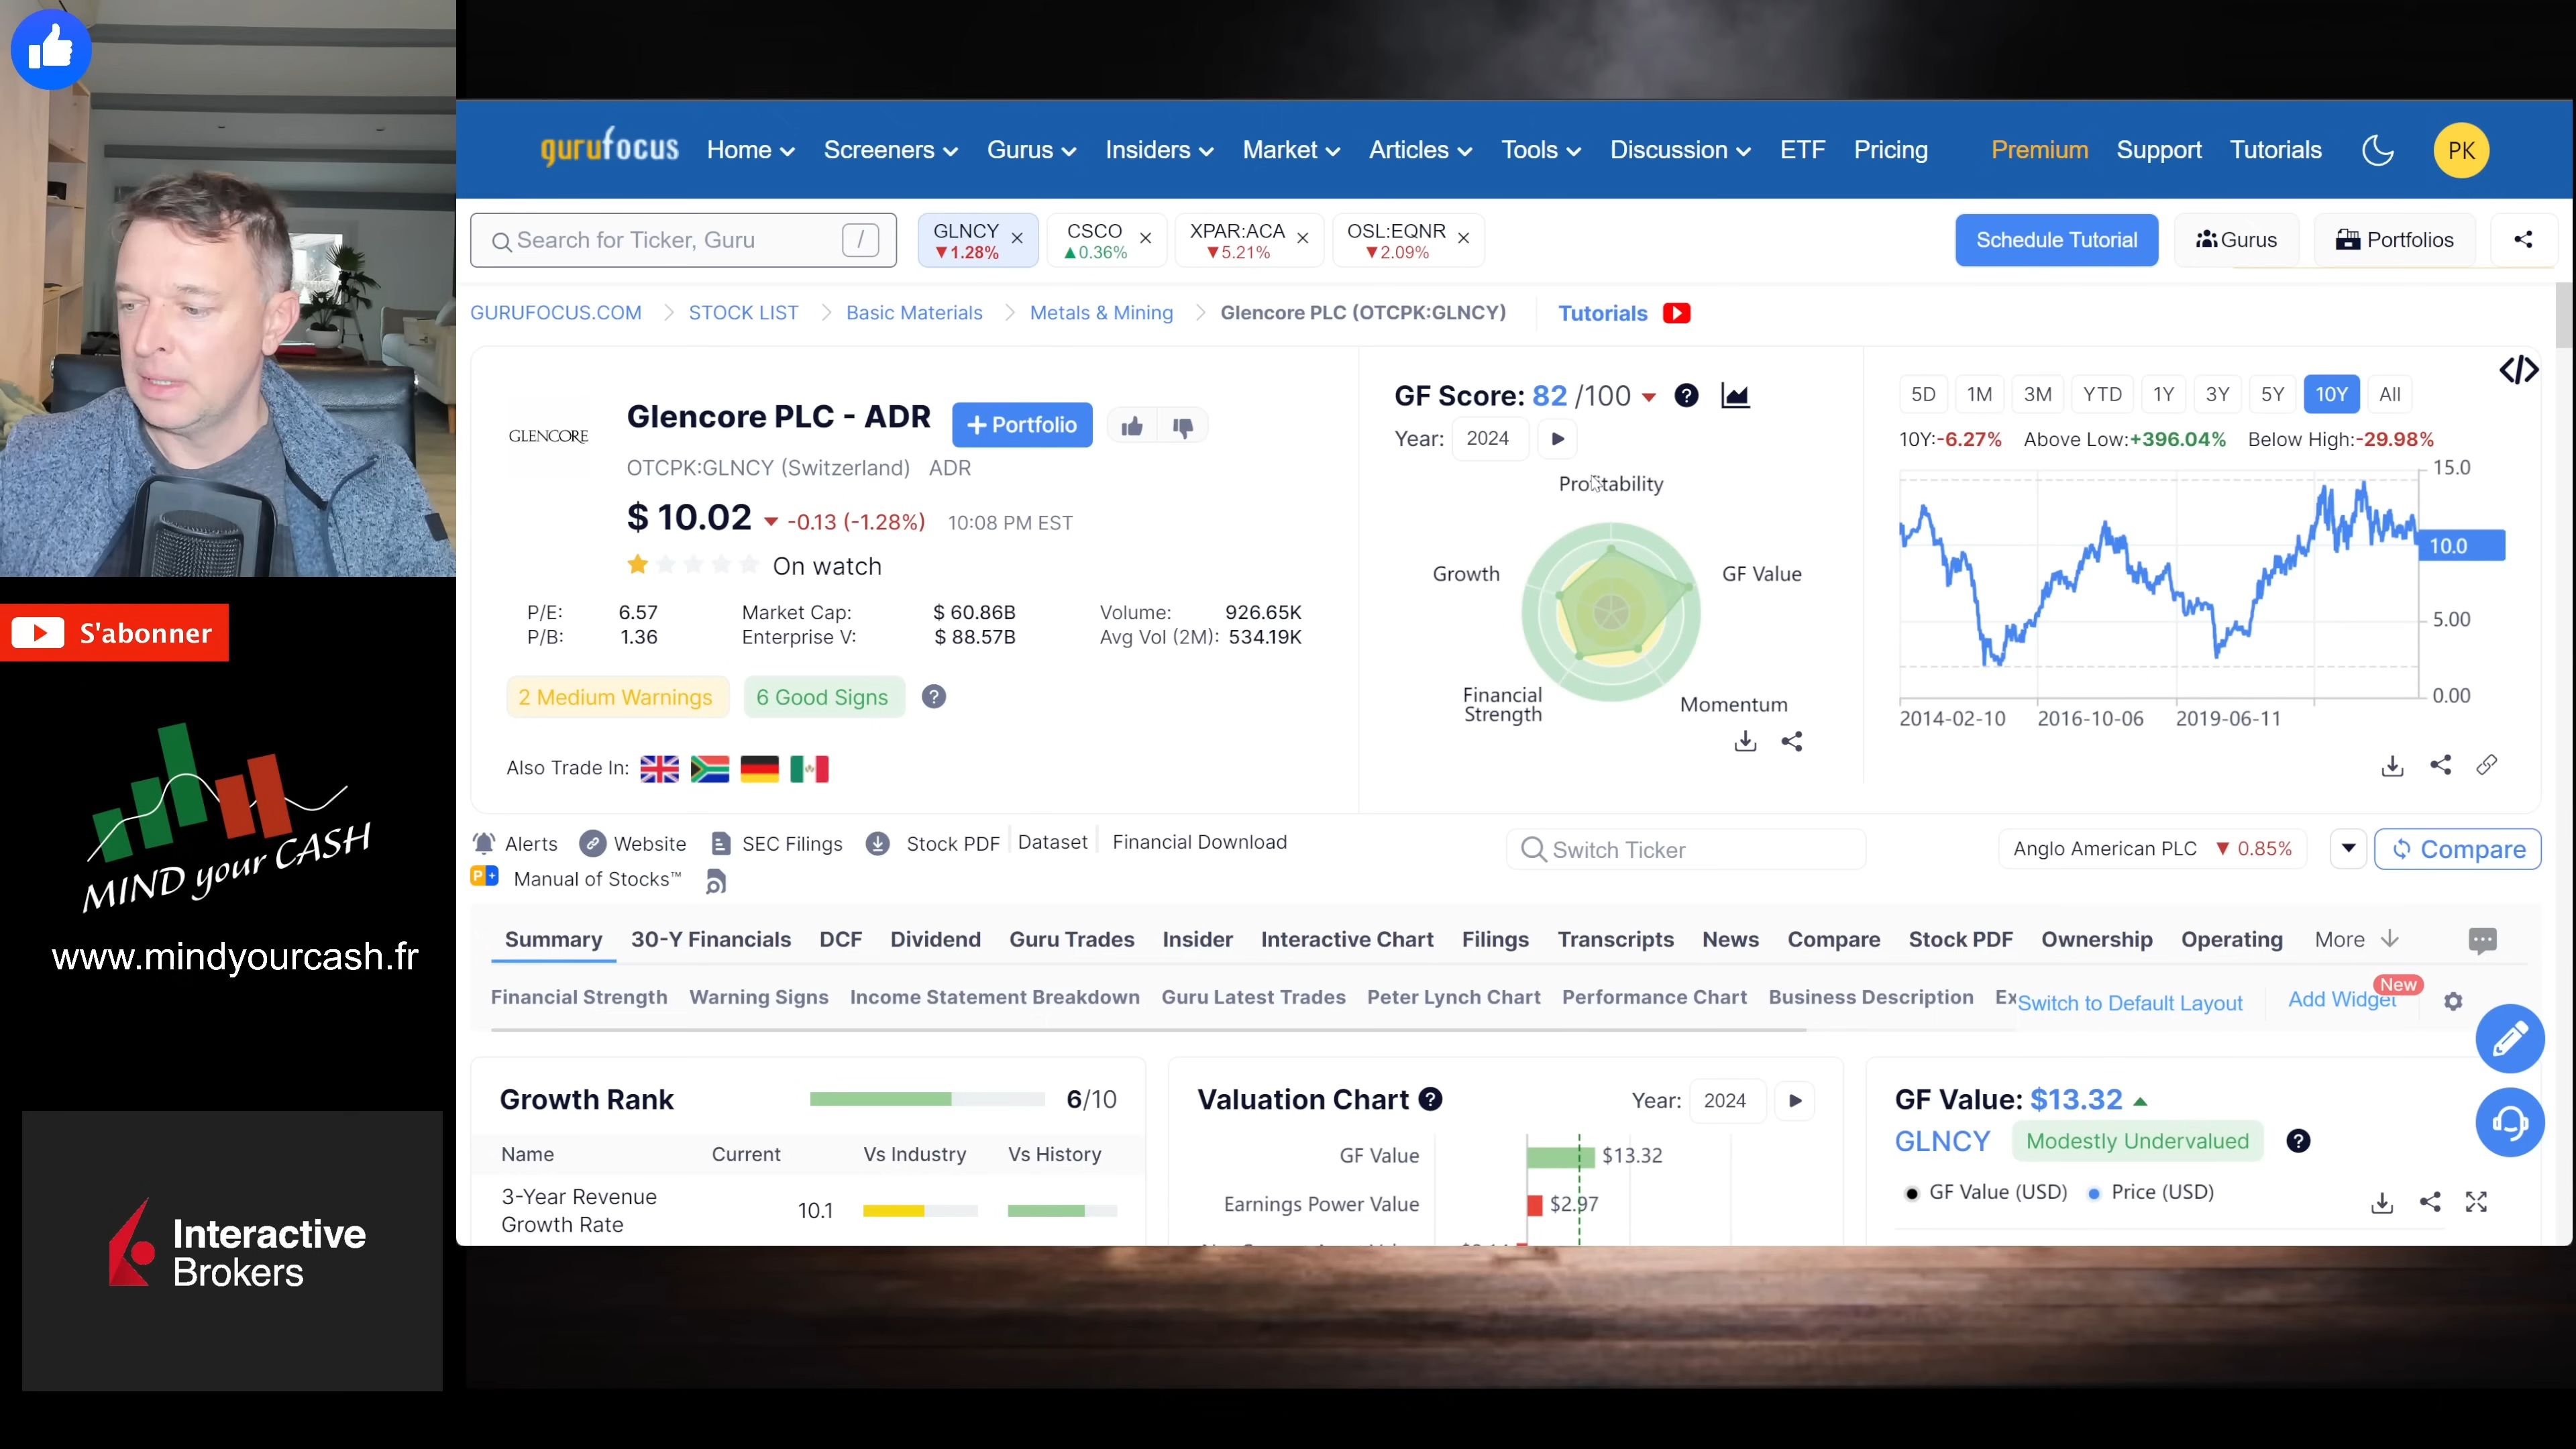 gurufocus Home Screeners Gurus Insiders Market Articles Tools Discussion ETF Pricing Premium Support Tutorials PK
Search for Ticker, Guru /
GLNCY
1.28%
CSCO
0.36%
XPAR:ACA
5.21%
OSL:EQNR
2.09%
Schedule Tutorial
Gurus
Portfolios
GURUFOCUS.COM STOCK LIST Basic Materials Metals & Mining Glencore PLC (OTCPK:GLNCY) Tutorials
GLENCORE
Glencore PLC - ADR
+ Portfolio
OTCPK:GLNCY (Switzerland) ADR
$ 10.02 -0.13 (-1.28%) 10:08 PM EST
On watch
P/E: 6.57 Market Cap: $ 60.86B Volume: 926.65K
P/B: 1.36 Enterprise V: $ 88.57B Avg Vol (2M): 534.19K
2 Medium Warnings 6 Good Signs ?
Also Trade In:
GF Score: 82 /100 ?
Year: 2024
Profitability
GF Value
Momentum
Financial
Strength
Growth
5D 1M 3M YTD 1Y 3Y 5Y 10Y All
10Y:-6.27% Above Low:+396.04% Below High:-29.98%
15.0
10.0
5.00
0.00
2014-02-10 2016-10-06 2019-06-11
Alerts Website SEC Filings Stock PDF Dataset Financial Download
P + Manual of Stocks™
Switch Ticker
Anglo American PLC 0.85%
Compare
Summary 30-Y Financials DCF Dividend Guru Trades Insider Interactive Chart Filings Transcripts News Compare Stock PDF Ownership Operating More
Financial Strength Warning Signs Income Statement Breakdown Guru Latest Trades Peter Lynch Chart Performance Chart Business Description Ex
Switch to Default Layout Add Widget New
Growth Rank 6/10
Name Current Vs Industry Vs History
3-Year Revenue
Growth Rate 10.1
Valuation Chart ? Year: 2024
GF Value $13.32
Earnings Power Value $2.97
GF Value: $13.32
GLNCY Modestly Undervalued ?
GF Value (USD) Price (USD)
S'abonner
MIND your CASH
www.mindyourcash.fr
Interactive
Brokers